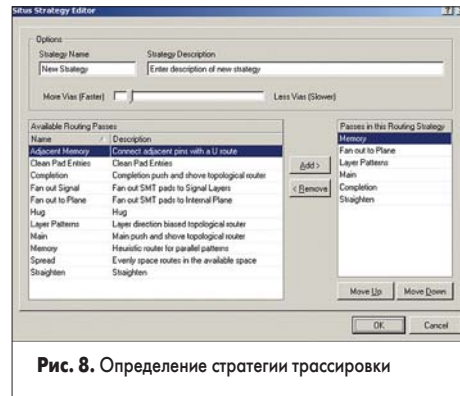 Situs Strategy Editor
Options
Strategy Name Strategy Description
New Strategy Enter description of new strategy
More Vias (Faster) Less Vias (Slower)
Available Routing Passes
Name Description
Adjacent Memory Connect adjacent pins with a U route
Clean Pad Entries Clean Pad Entries
Completion Completion push and shove topological router
Fan out Signal Fan out SMT pads to Signal Layers
Fan out to Plane Fan out SMT pads to Internal Plane
Hug Hug
Layer Patterns Layer direction biased topological router
Main Main push and shove topological router
Memory Heuristic router for parallel patterns
Spread Evenly space routes in the available space
Straighten Straighten
Add >
< Remove
Passes in this Routing Strategy
Memory
Fan out to Plane
Layer Patterns
Main
Completion
Straighten
Move Up Move Down
OK Cancel
Рис. 8. Определение стратегии трассировки